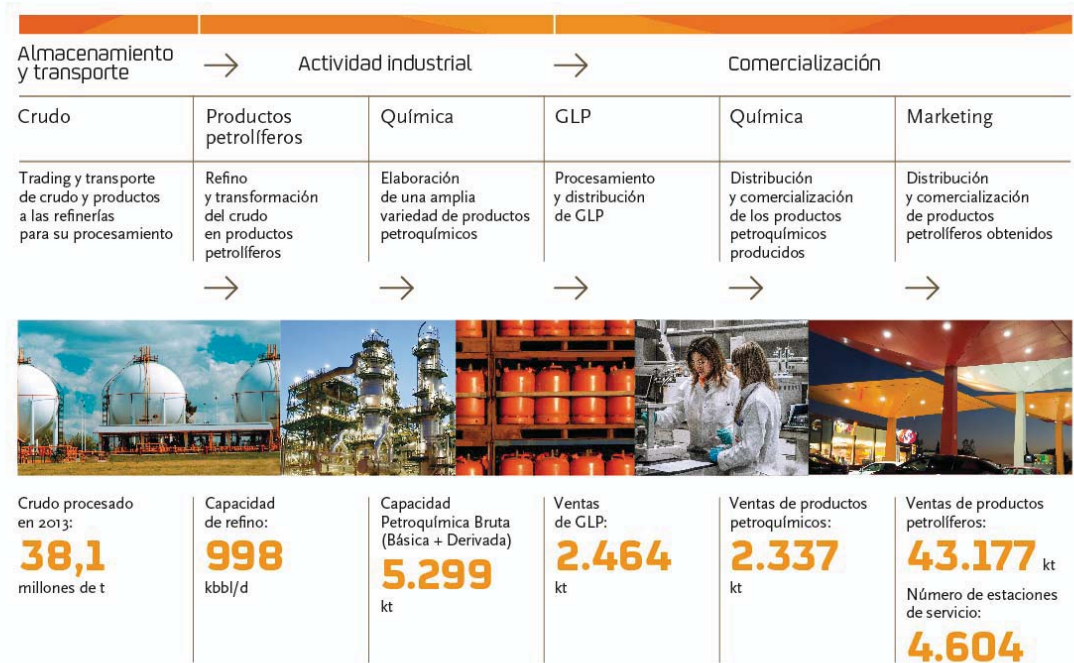 Almacenamiento
y transporte
Actividad industrial
Comercialización
Crudo
Productos
petrolíferos
Química
GLP
Química
Marketing
Trading y transporte
de crudo y productos
a las refinerías
para su procesamiento
Refino
y transformación
del crudo
en productos
petrolíferos
Elaboración
de una amplia
variedad de productos
petroquímicos
Procesamiento
y distribución
de GLP
Distribución
y comercialización
de los productos
petroquímicos
producidos
Distribución
y comercialización
de productos
petrolíferos obtenidos
Crudo procesado
en 2013:
38,1
millones de t
Capacidad
de refino:
998
kbbl/d
Capacidad
Petroquímica Bruta
(Básica + Derivada)
5.299
kt
Ventas
de GLP:
2.464
kt
Ventas de productos
petroquímicos:
2.337
kt
Ventas de productos
petrolíferos:
43.177 kt
Número de estaciones
de servicio:
4.604